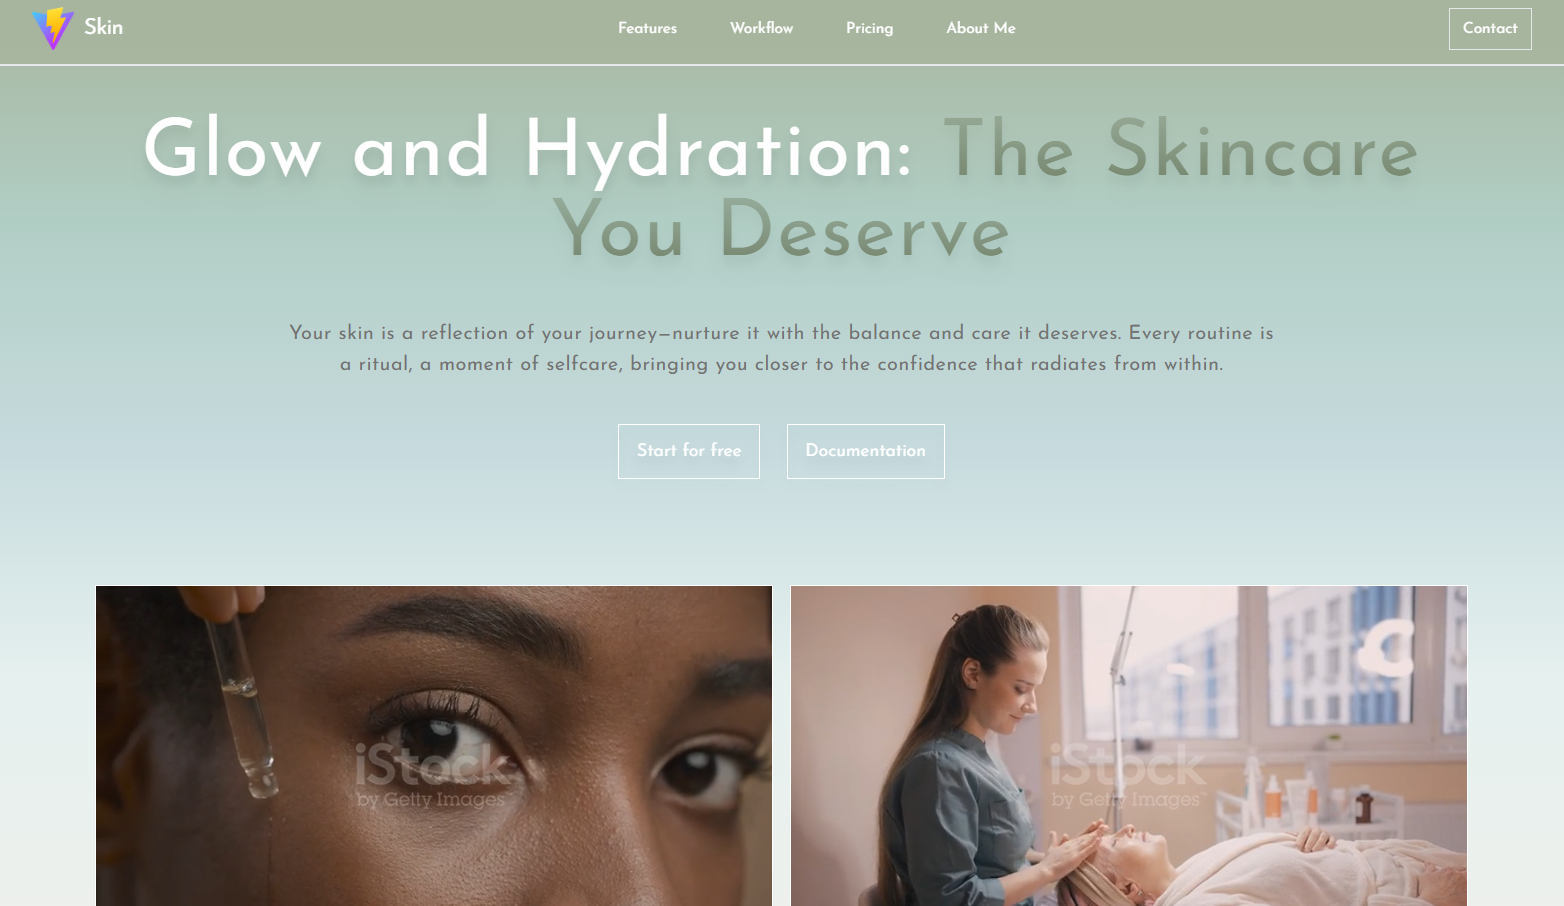 Skin
Features
Workflow
Pricing
About Me
Contact
Glow and Hydration: The Skincare
You Deserve
Your skin is a reflection of your journey—nurture it with the balance and care it deserves. Every routine is
a ritual, a moment of selfcare, bringing you closer to the confidence that radiates from within.
Start for free
Documentation
iStock
by Getty Images™
iStock
by Getty Images™